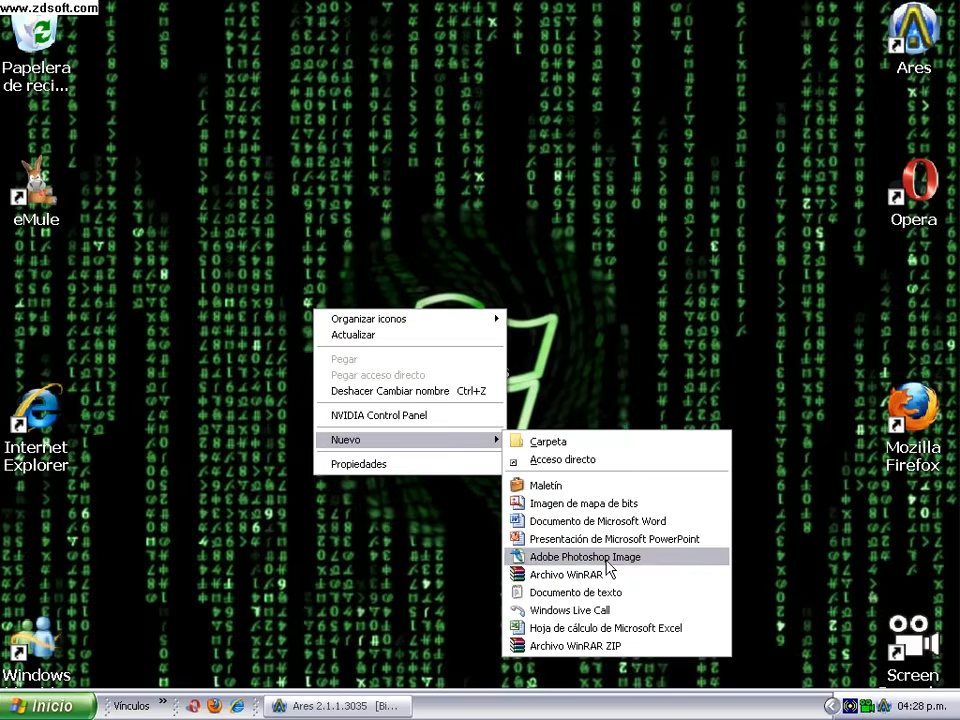 www.zdsoft.com
Papelera
de reci...
Ares
eMule
Opera
Internet
Explorer
Mozilla
Firefox
Windows
Screen
Organizar iconos
Actualizar
Pegar
Pegar acceso directo
Deshacer Cambiar nombre Ctrl+Z
NVIDIA Control Panel
Nuevo
Propiedades
Carpeta
Acceso directo
Maletín
Imagen de mapa de bits
Documento de Microsoft Word
Presentación de Microsoft PowerPoint
Adobe Photoshop Image
Archivo WinRAR
Documento de texto
Windows Live Call
Hoja de cálculo de Microsoft Excel
Archivo WinRAR ZIP
Inicio
Vínculos »
Ares 2.1.1.3035 [Bi...
04:28 p.m.